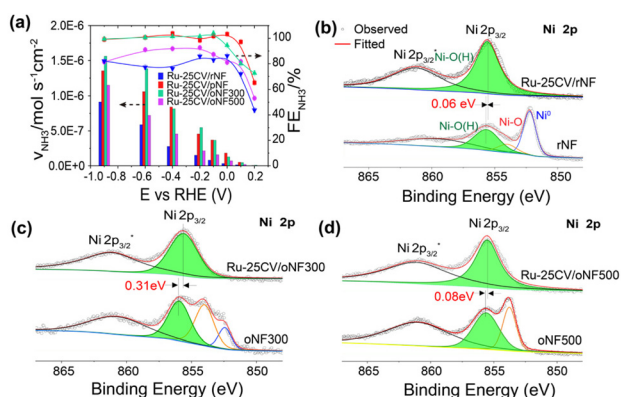 (a)
ν_NH3/mol s⁻¹cm⁻²
2.0E-6
1.5E-6
1.0E-6
5.0E-7
0.0E0
Ru-25CV/rNF
Ru-25CV/pNF
Ru-25CV/oNF300
Ru-25CV/oNF500
100
80
60
40
20
0
FE_NH3/%
-1.0 -0.8 -0.6 -0.4 -0.2 0.0 0.2
E vs RHE (V)
(b)
Observed
Fitted
Ni 2p3/2
Ni 2p
Ni 2p3/2*
Ni-O(H)
Ru-25CV/rNF
0.06 eV
Ni-O(H)
Ni-O
Ni⁰
rNF
865 860 855 850
Binding Energy (eV)
(c)
Ni 2p
Ni 2p3/2
Ni 2p3/2*
Ru-25CV/oNF300
0.31eV
oNF300
865 860 855 850
Binding Energy (eV)
(d)
Ni 2p
Ni 2p3/2
Ni 2p3/2*
Ru-25CV/oNF500
0.08eV
oNF500
865 860 855 850
Binding Energy (eV)